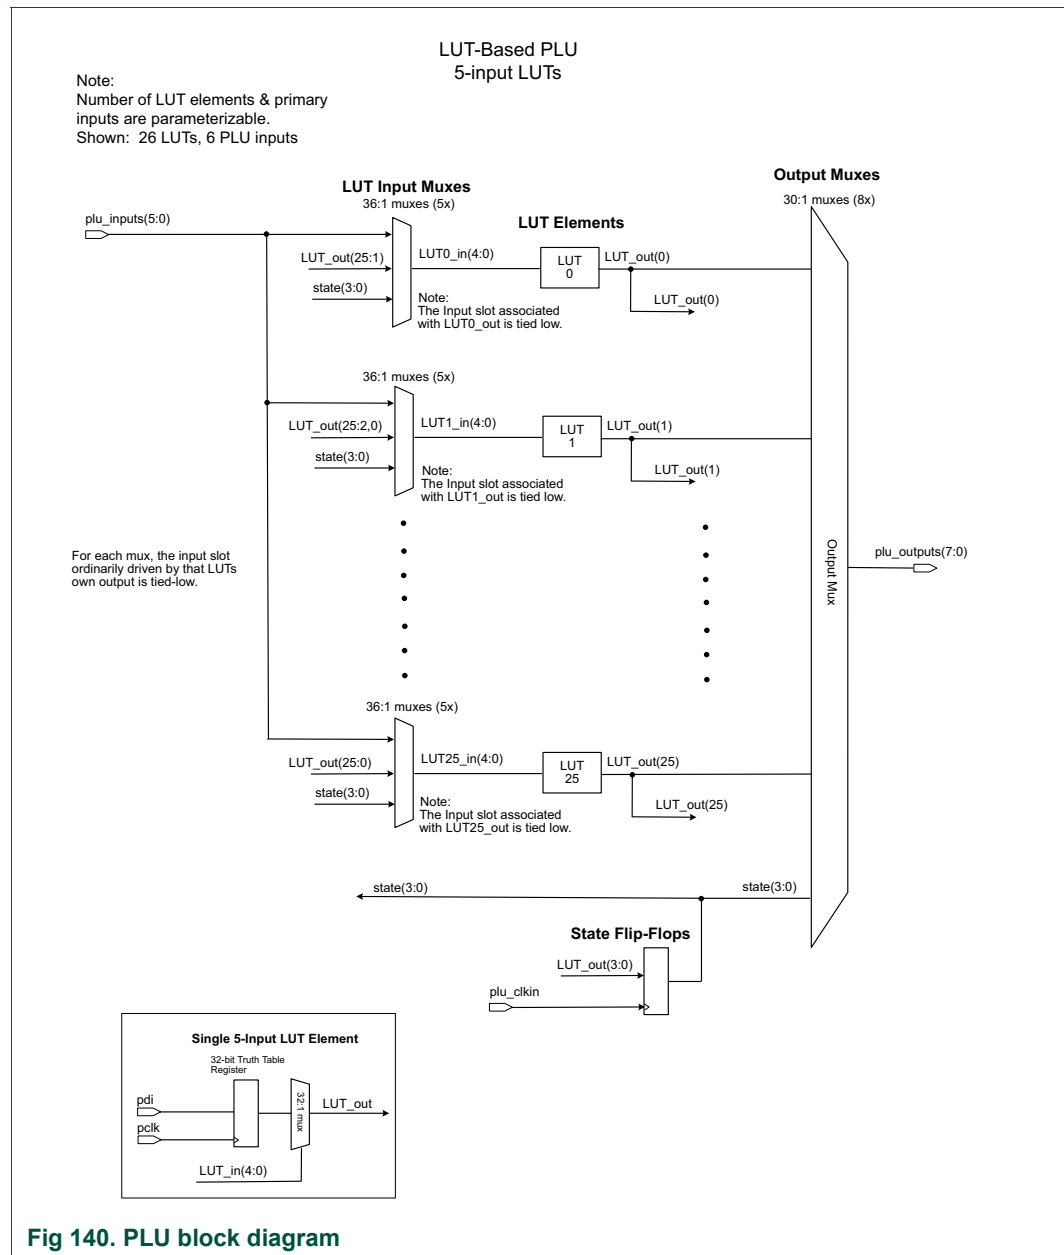 LUT-Based PLU
5-input LUTs
Note:
Number of LUT elements & primary
inputs are parameterizable.
Shown: 26 LUTs, 6 PLU inputs
Output Muxes
30:1 muxes (8x)
LUT Input Muxes
36:1 muxes (5x)
LUT Elements
plu_inputs(5:0)
LUT_out(25:1)
state(3:0)
LUT0_in(4:0)
LUT
0
LUT_out(0)
LUT_out(0)
Note:
The Input slot associated
with LUT0_out is tied low.
36:1 muxes (5x)
LUT_out(25:2,0)
state(3:0)
LUT1_in(4:0)
LUT
1
LUT_out(1)
LUT_out(1)
Note:
The Input slot associated
with LUT1_out is tied low.
For each mux, the input slot
ordinarily driven by that LUTs
own output is tied-low.
Output Mux
plu_outputs(7:0)
36:1 muxes (5x)
LUT_out(25:0)
state(3:0)
LUT25_in(4:0)
LUT
25
LUT_out(25)
LUT_out(25)
Note:
The Input slot associated
with LUT25_out is tied low.
state(3:0)
state(3:0)
State Flip-Flops
LUT_out(3:0)
plu_clkin
Single 5-Input LUT Element
32-bit Truth Table
Register
pdi
pclk
32:1 mux
LUT_out
LUT_in(4:0)
Fig 140. PLU block diagram